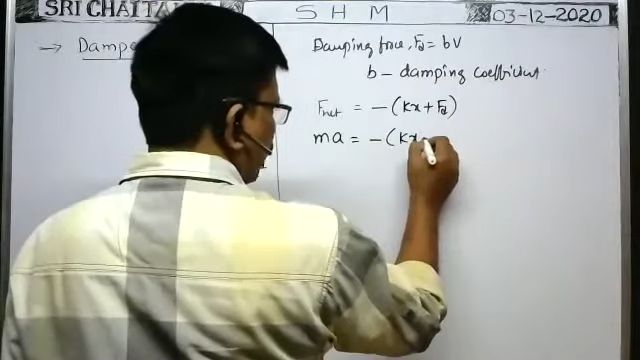 SRI CHAITA
S H M
03-12-2020
→ Dampe
Damping force, Fd = bV
b – damping coefficient
Fnet = – (Kx + Fd)
ma = – (Kx